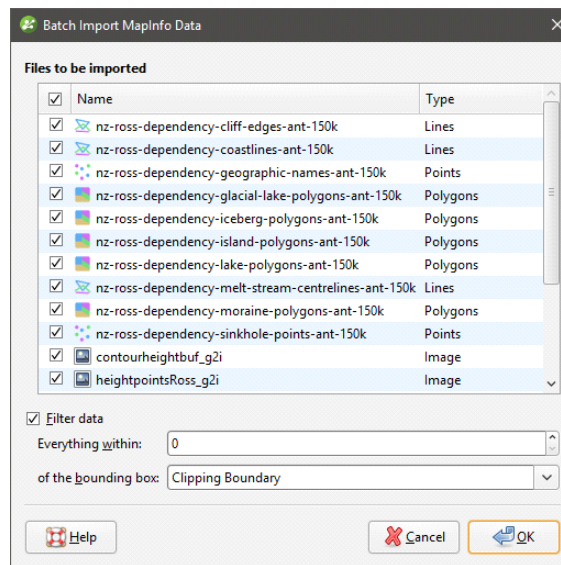 Batch Import MapInfo Data
Files to be imported
Name Type
nz-ross-dependency-cliff-edges-ant-150k Lines
nz-ross-dependency-coastlines-ant-150k Lines
nz-ross-dependency-geographic-names-ant-150k Points
nz-ross-dependency-glacial-lake-polygons-ant-150k Polygons
nz-ross-dependency-iceberg-polygons-ant-150k Polygons
nz-ross-dependency-island-polygons-ant-150k Polygons
nz-ross-dependency-lake-polygons-ant-150k Polygons
nz-ross-dependency-melt-stream-centrelines-ant-150k Lines
nz-ross-dependency-moraine-polygons-ant-150k Polygons
nz-ross-dependency-sinkhole-points-ant-150k Points
contourheightbuf_g2i Image
heightpointsRoss_g2i Image
Filter data
Everything within: 0
of the bounding box: Clipping Boundary
Help Cancel OK